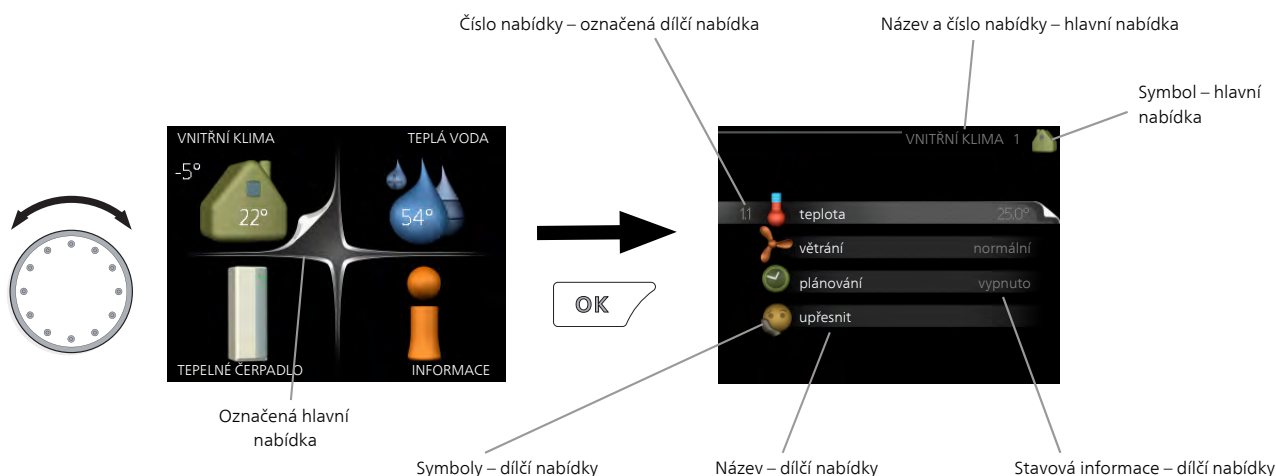 Číslo nabídky – označená dílčí nabídka
Název a číslo nabídky – hlavní nabídka
Symbol – hlavní
nabídka
VNITŘNÍ KLIMA
TEPLÁ VODA
-5°
22°
54°
TEPELNÉ ČERPADLO
INFORMACE
OK
VNITŘNÍ KLIMA 1
1.1 teplota 25.0°
větrání normální
plánování vypnuto
upřesnit
Označená hlavní
nabídka
Symboly – dílčí nabídky
Název – dílčí nabídky
Stavová informace – dílčí nabídky